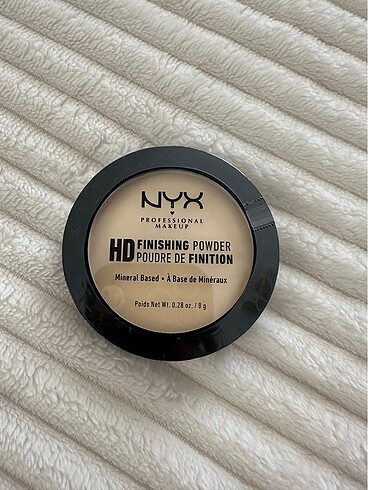 NYX
PROFESSIONAL
MAKEUP
HD FINISHING POWDER
POUDRE DE FINITION
Mineral Based • À Base de Minéraux
Poids Net Wt. 0.28 oz. / 8 g